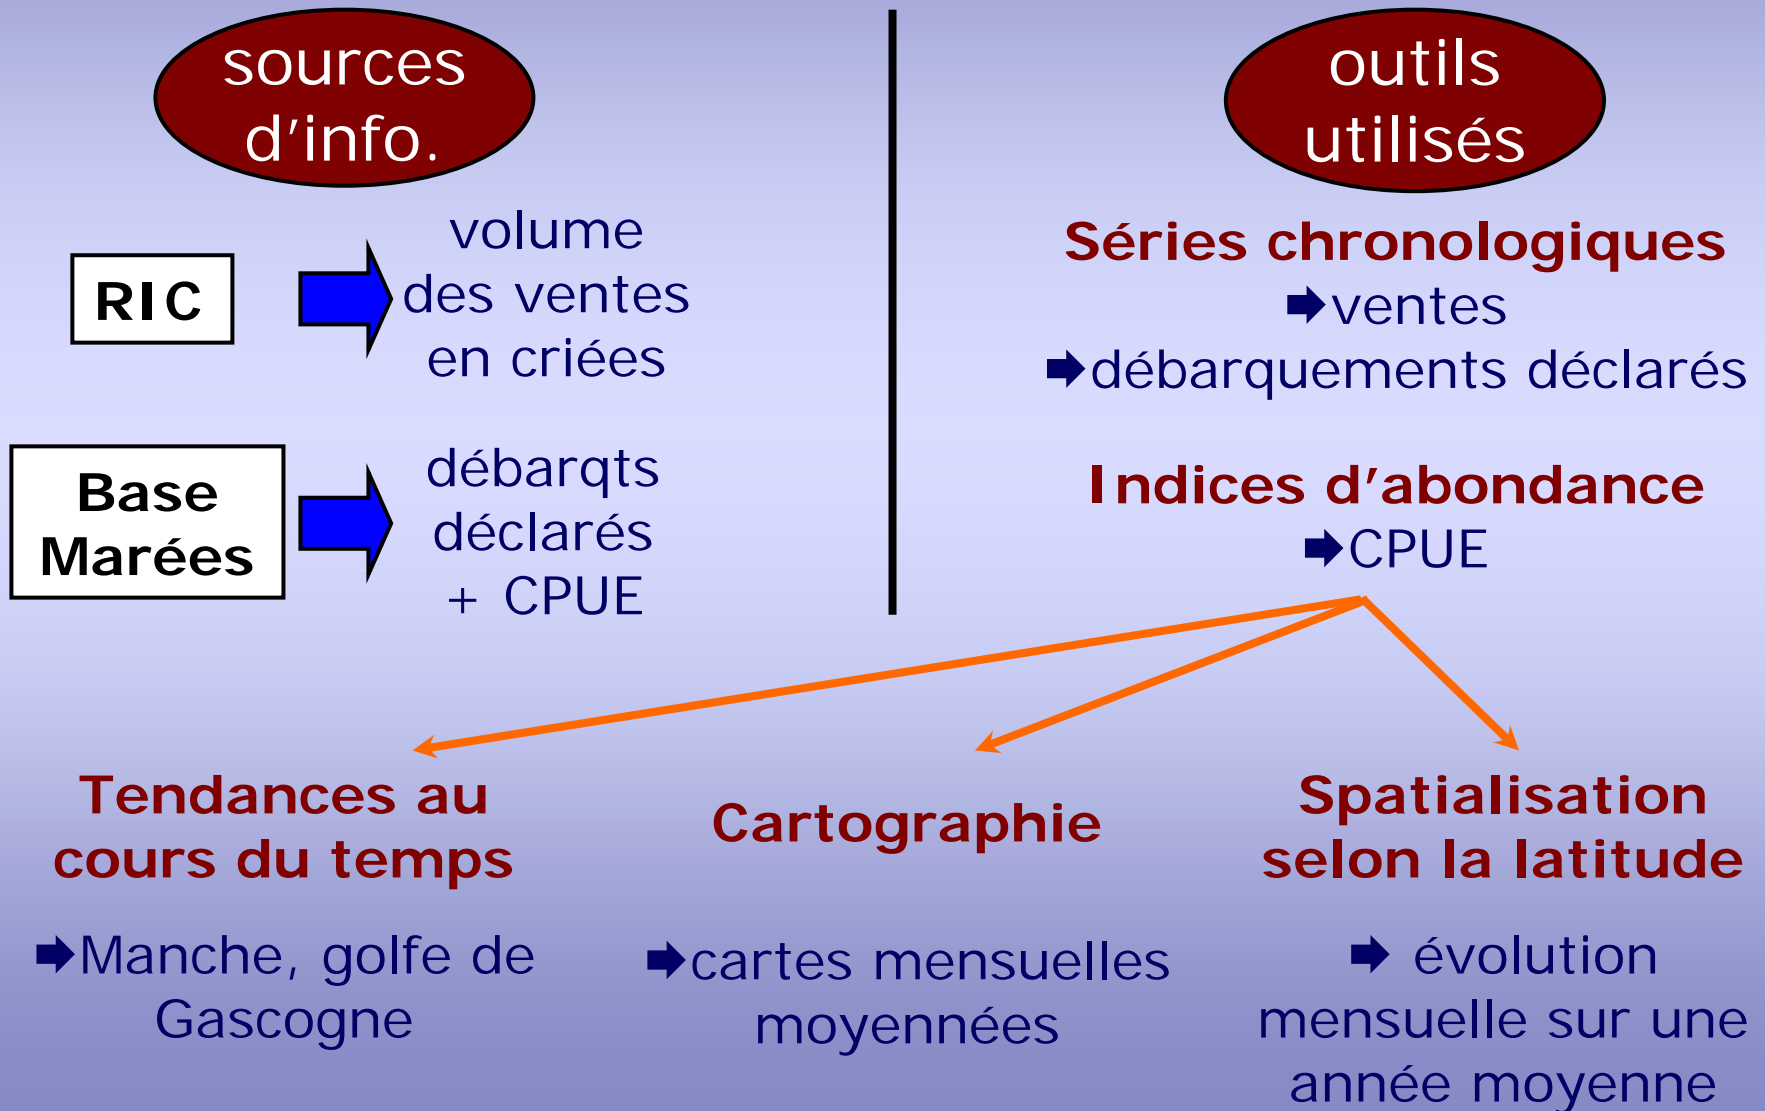 sources
d'info.
RIC
volume
des ventes
en criées
Base
Marées
débarqts
déclarés
+ CPUE
outils
utilisés
Séries chronologiques
ventes
débarquements déclarés
Indices d'abondance
CPUE
Tendances au
cours du temps
Manche, golfe de
Gascogne
Cartographie
cartes mensuelles
moyennées
Spatialisation
selon la latitude
évolution
mensuelle sur une
année moyenne